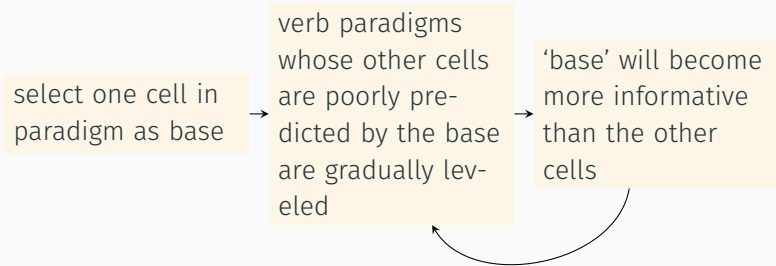 select one cell in
paradigm as base
verb paradigms
whose other cells
are poorly pre-
dicted by the base
are gradually lev-
eled
‘base’ will become
more informative
than the other
cells